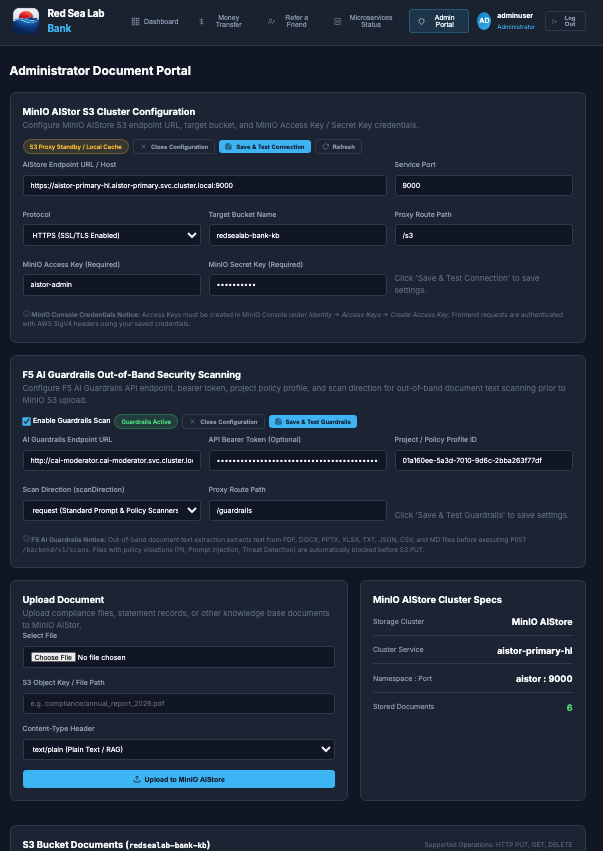 Red Sea Lab
Bank
Dashboard
Money
Transfer
Refer a
Friend
Microservices
Status
Admin
Portal
AD
adminuser
Administrator
Log
Out
Administrator Document Portal
MinIO AIStor S3 Cluster Configuration
Configure MinIO AIStore S3 endpoint URL, target bucket, and MinIO Access Key / Secret Key credentials.
S3 Proxy Standby / Local Cache
Close Configuration
Save & Test Connection
Refresh
AIStore Endpoint URL / Host
Service Port
https://aistor-primary-hl.aistor-primary.svc.cluster.local:9000
9000
Protocol
Target Bucket Name
Proxy Route Path
HTTPS (SSL/TLS Enabled)
redsealab-bank-kb
/s3
MinIO Access Key (Required)
MinIO Secret Key (Required)
aistor-admin
••••••••••
Click 'Save & Test Connection' to save
settings.
MinIO Console Credentials Notice: Access Keys must be created in MinIO Console under Identity → Access Keys → Create Access Key. Frontend requests are authenticated
with AWS SigV4 headers using your saved credentials.
F5 AI Guardrails Out-of-Band Security Scanning
Configure F5 AI Guardrails API endpoint, bearer token, project policy profile, and scan direction for out-of-band document text scanning prior to
MinIO S3 upload.
Enable Guardrails Scan
Guardrails Active
Close Configuration
Save & Test Guardrails
AI Guardrails Endpoint URL
API Bearer Token (Optional)
Project / Policy Profile ID
http://cai-moderator.cai-moderator.svc.cluster.loc
01a160ee-5a3d-7010-9d6c-2bba263f77df
Scan Direction (scanDirection)
Proxy Route Path
request (Standard Prompt & Policy Scanners
/guardrails
Click 'Save & Test Guardrails' to save settings.
F5 AI Guardrails Notice: Out-of-band document text extraction extracts text from PDF, DOCX, PPTX, XLSX, TXT, JSON, CSV, and MD files before executing POST
/backend/v1/scans. Files with policy violations (PII, Prompt Injection, Threat Detection) are automatically blocked before S3 PUT.
Upload Document
Upload compliance files, statement records, or other knowledge base documents
to MinIO AIStor.
Select File
Choose File No file chosen
S3 Object Key / File Path
e.g. compliance/annual_report_2026.pdf
Content-Type Header
text/plain (Plain Text / RAG)
Upload to MinIO AIStore
MinIO AIStore Cluster Specs
Storage Cluster
MinIO AIStore
Cluster Service
aistor-primary-hl
Namespace : Port
aistor : 9000
Stored Documents
6
S3 Bucket Documents (redsealab-bank-kb)
Supported Operations: HTTP PUT, GET, DELETE